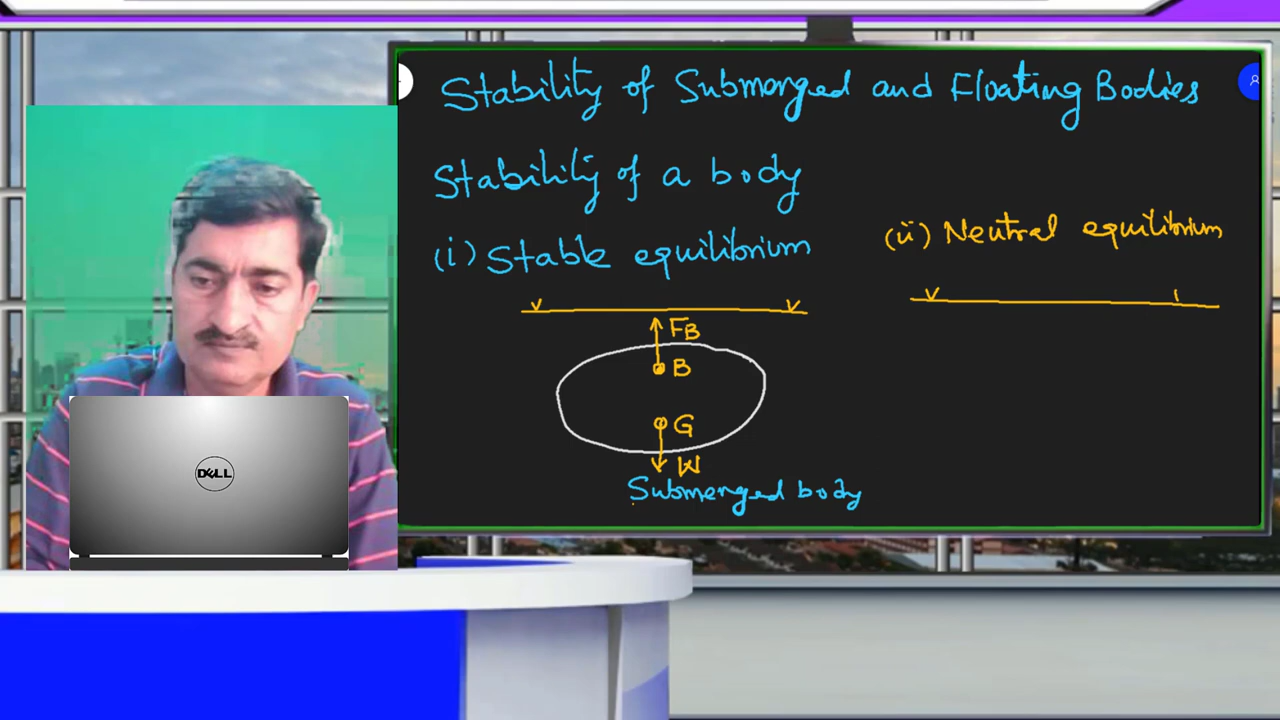 Stability of Submerged and Floating Bodies
Stability of a body
(i) Stable equilibrium
(ii) Neutral equilibrium
FB
B
G
W
Submerged body
DELL